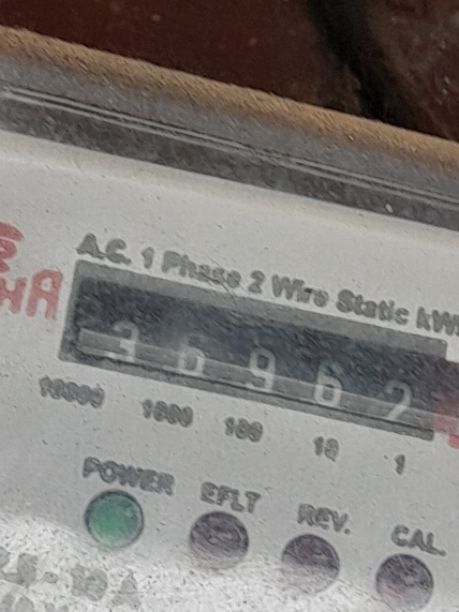 A.C. 1 Phase 2 Wire Static kWh
3 6 9 6 2
10000 1000 100 10 1
POWER EFLT REV. CAL.